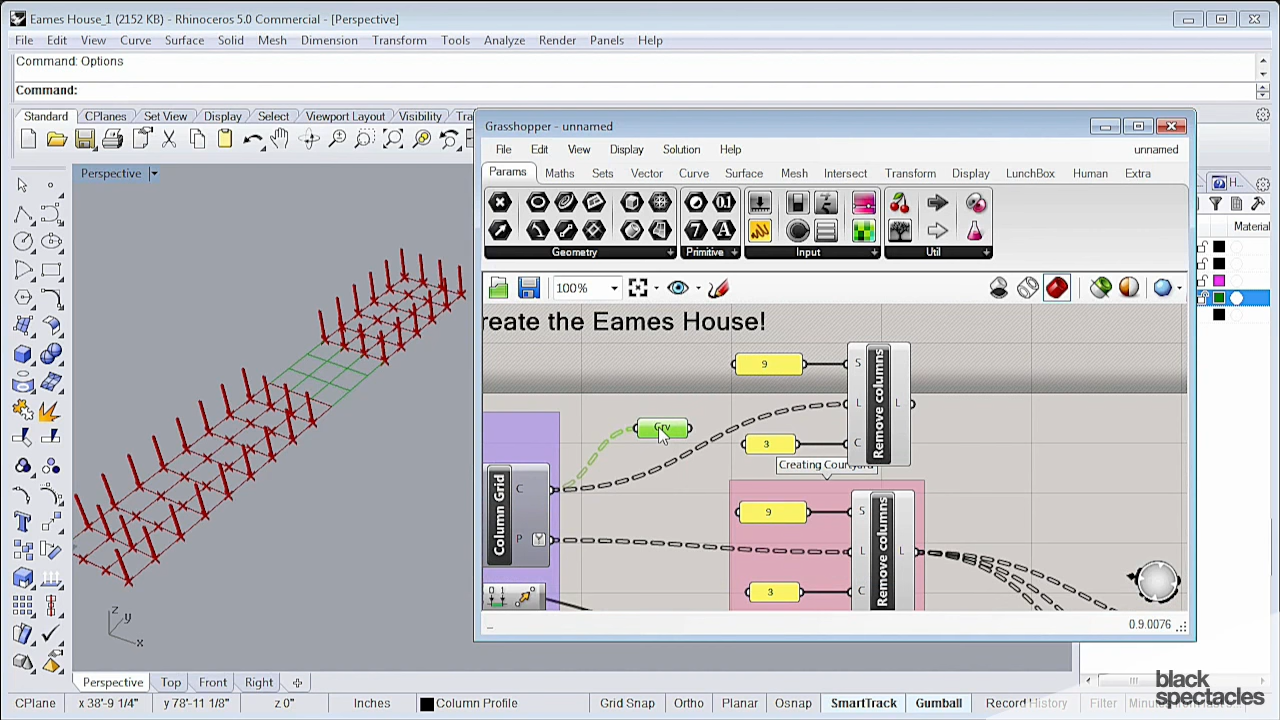 Eames House_1 (2152 KB) - Rhinoceros 5.0 Commercial - [Perspective]
File Edit View Curve Surface Solid Mesh Dimension Transform Tools Analyze Render Panels Help
Command: Options
Command:
Standard CPlanes Set View Display Select Viewport Layout Visibility Tra
Perspective
Grasshopper - unnamed
File Edit View Display Solution Help unnamed
Params Maths Sets Vector Curve Surface Mesh Intersect Transform Display LunchBox Human Extra
Geometry Primitive Input Util
100%
reate the Eames House!
9 S
L Remove columns L
3 C
Crv
Creating Courtyard
Column Grid C P
9 S
L Remove columns L
3 C
0.9.0076
H...
Material
z y x
Perspective Top Front Right
CPlane x 38'-9 1/4" y 78'-11 1/8" z 0" Inches Column Profile Grid Snap Ortho Planar Osnap SmartTrack Gumball Record History Filter
black
spectacles